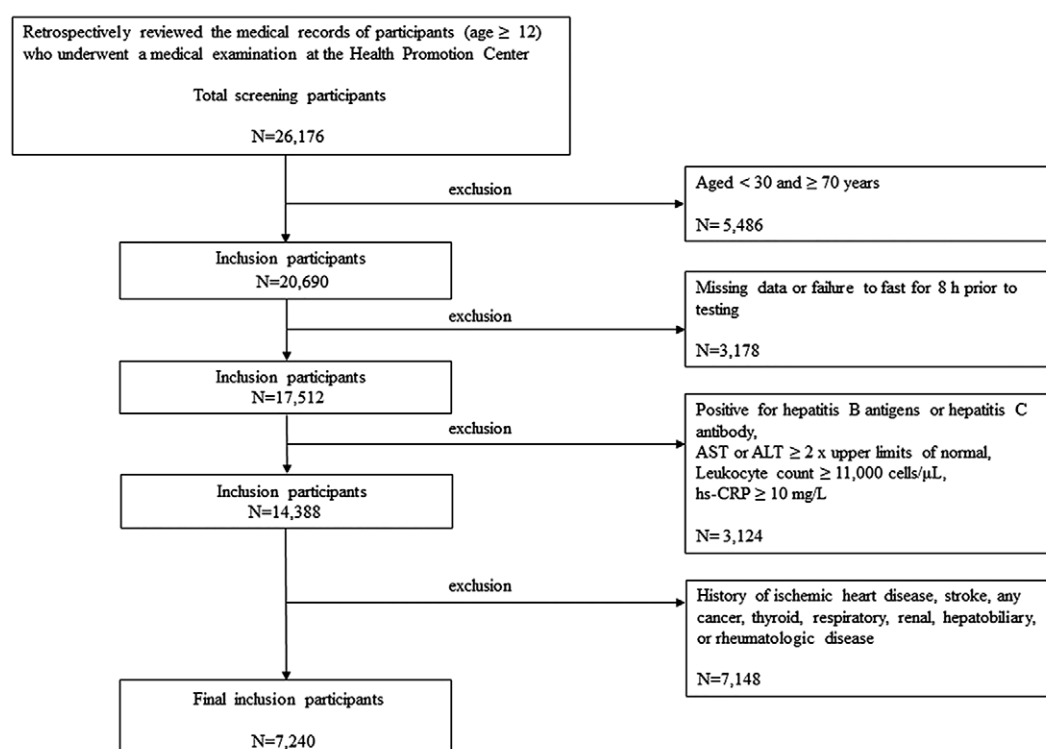 Retrospectively reviewed the medical records of participants (age ≥ 12)
who underwent a medical examination at the Health Promotion Center
Total screening participants
N=26,176
exclusion
Aged < 30 and ≥ 70 years
N= 5,486
Inclusion participants
N=20,690
exclusion
Missing data or failure to fast for 8 h prior to
testing
N=3,178
Inclusion participants
N=17,512
exclusion
Positive for hepatitis B antigens or hepatitis C
antibody,
AST or ALT ≥ 2 x upper limits of normal,
Leukocyte count ≥ 11,000 cells/μL,
hs-CRP ≥ 10 mg/L
N= 3,124
Inclusion participants
N=14,388
exclusion
History of ischemic heart disease, stroke, any
cancer, thyroid, respiratory, renal, hepatobiliary,
or rheumatologic disease
N=7,148
Final inclusion participants
N=7,240